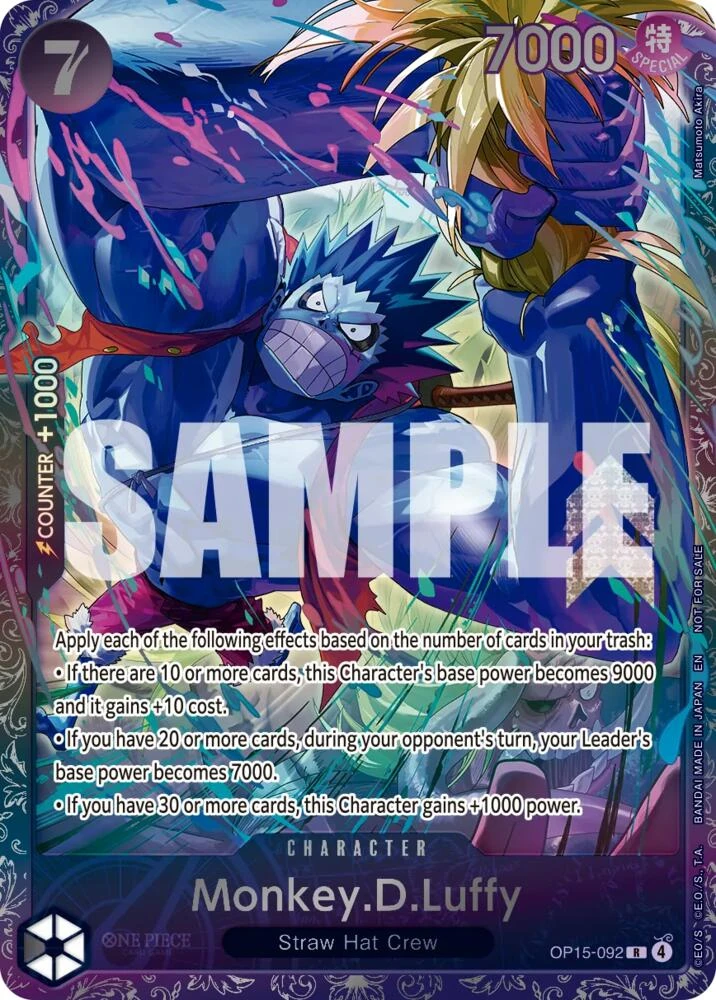 7
7000
特
SPECIAL
Matsumoto Akira
COUNTER +1000
SAMPLE
Apply each of the following effects based on the number of cards in your trash:
• If there are 10 or more cards, this Character's base power becomes 9000
and it gains +10 cost.
• If you have 20 or more cards, during your opponent's turn, your Leader's
base power becomes 7000.
• If you have 30 or more cards, this Character gains +1000 power.
CHARACTER
Monkey.D.Luffy
ONE PIECE
CARD GAME
Straw Hat Crew
OP15-092 R 4
©EO/S ©E.O./S., T.A. BANDAI MADE IN JAPAN EN NOT FOR SALE